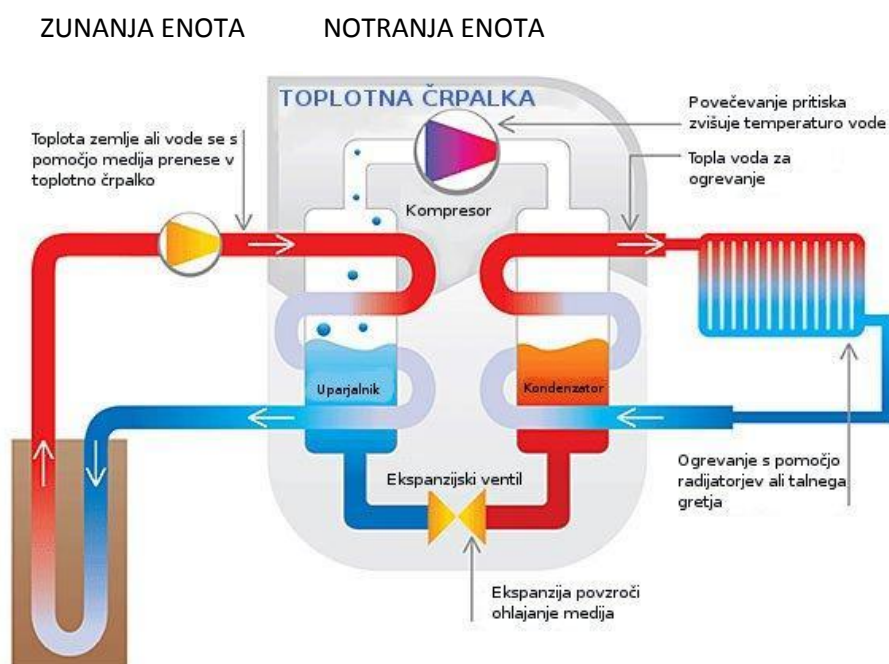 ZUNANJA ENOTA NOTRANJA ENOTA
TOPLOTNA ČRPALKA
Toplota zemlje ali vode se s
pomočjo medija prenese v
toplotno črpalko
Povečevanje pritiska
zvišuje temperaturo vode
Topla voda za
ogrevanje
Kompresor
Uparjalnik
Kondenzator
Ekspanzijski ventil
Ogrevanje s pomočjo
radijatorjev ali talnega
gretja
Ekspanzija povzroči
ohlajanje medija